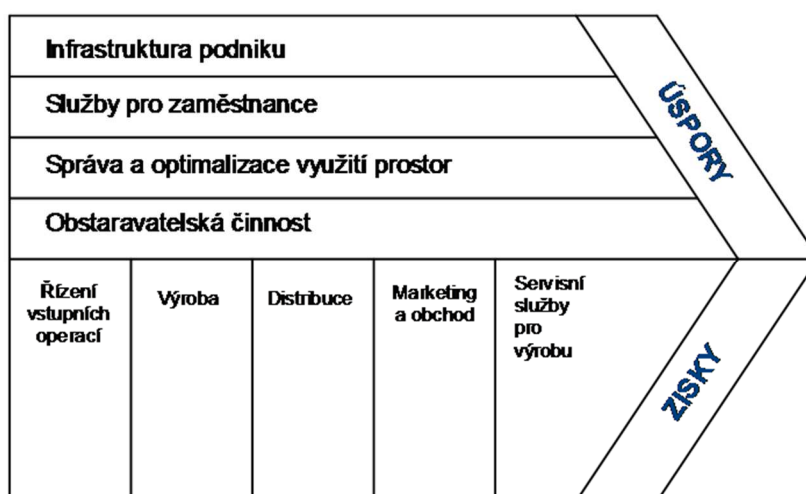 Infrastruktura podniku
Služby pro zaměstnance
Správa a optimalizace využití prostor
Obstaravatelská činnost
ÚSPORY
Řízení
vstupních
operací
Výroba
Distribuce
Marketing
a obchod
Servisní
služby
pro
výrobu
ZISKY